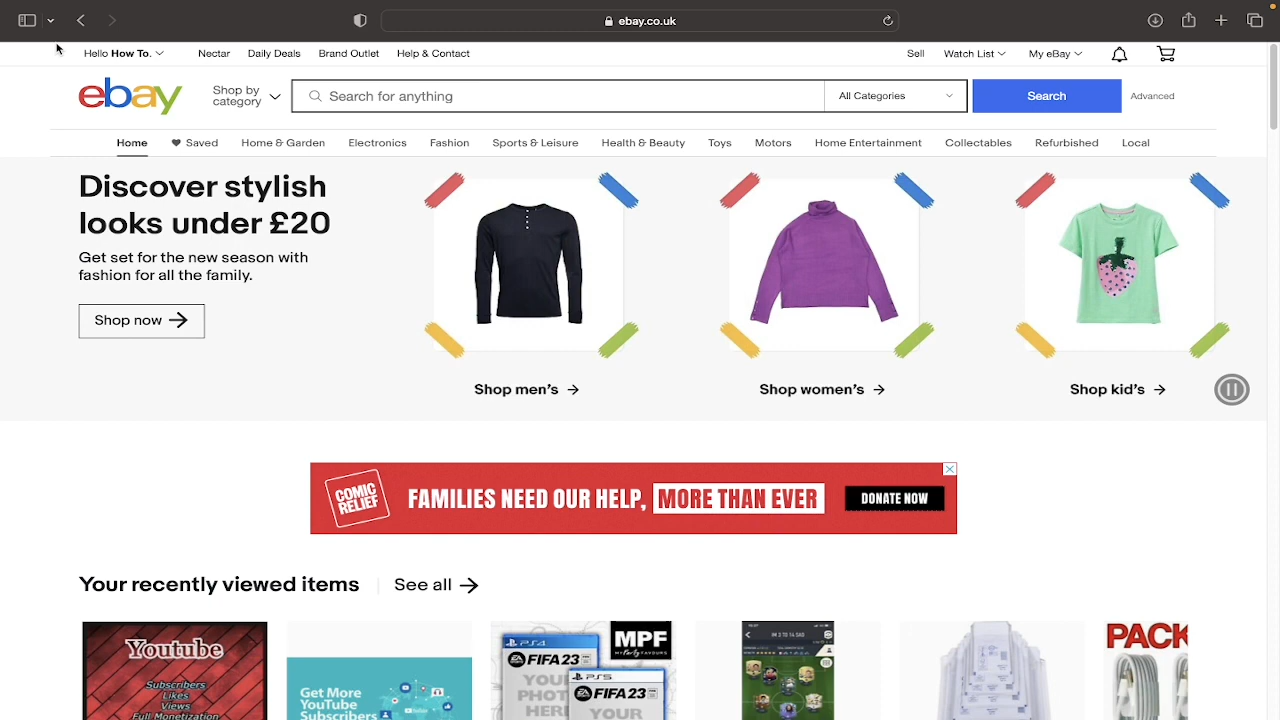 ebay.co.uk
Hello How To.
Nectar
Daily Deals
Brand Outlet
Help & Contact
Sell
Watch List
My eBay
ebay
Shop by
category
Search for anything
All Categories
Search
Advanced
Home
Saved
Home & Garden
Electronics
Fashion
Sports & Leisure
Health & Beauty
Toys
Motors
Home Entertainment
Collectables
Refurbished
Local
Discover stylish
looks under £20
Get set for the new season with
fashion for all the family.
Shop now
Shop men's
Shop women's
Shop kid's
COMIC
RELIEF
FAMILIES NEED OUR HELP, MORE THAN EVER
DONATE NOW
Your recently viewed items
See all
Youtube
Subscribers
Likes
Views
Full Monetization
Get More
YouTube
Subscribers
PS4
FIFA 23
YOUR
PHOTO
HERE
MPF
PS5
FIFA 23
YOUR
PACK